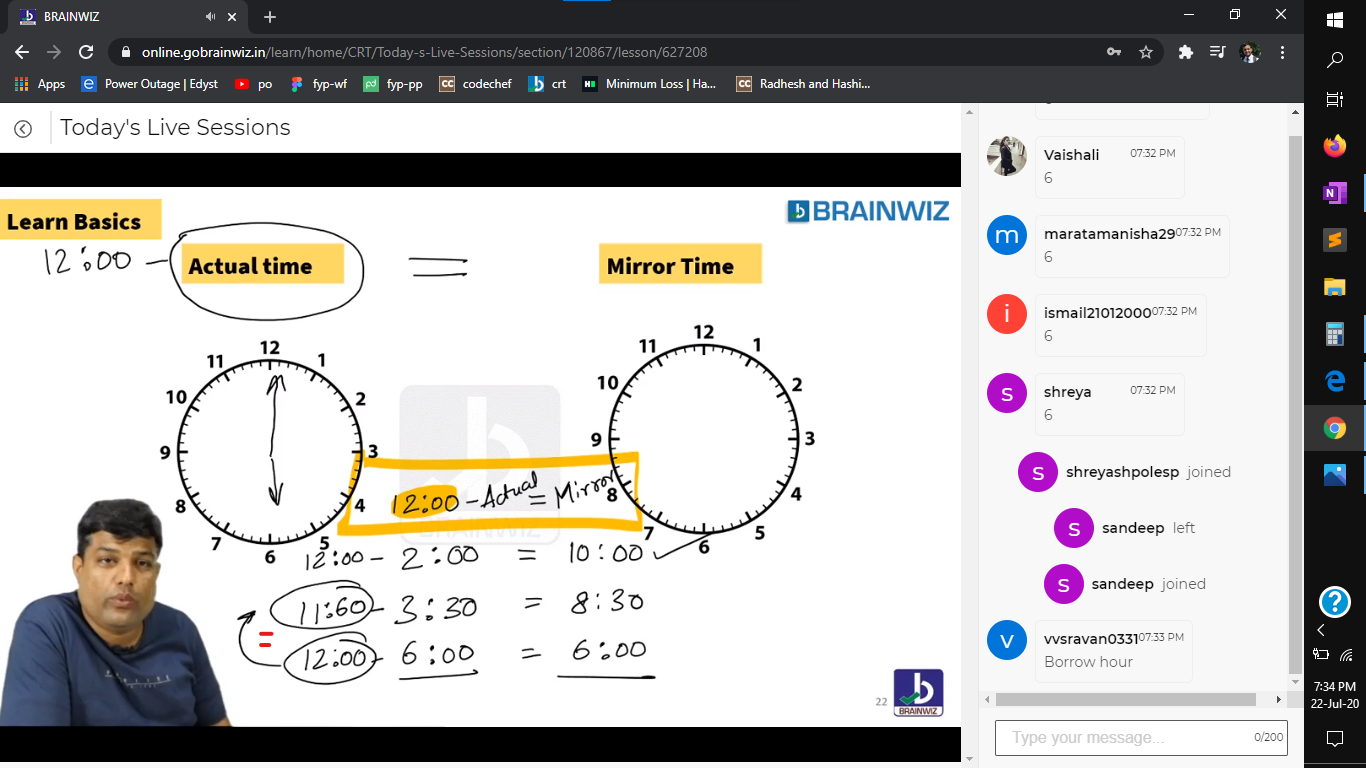 BRAINWIZ
online.gobrainwiz.in/learn/home/CRT/Today-s-Live-Sessions/section/120867/lesson/627208
Apps Power Outage | Edyst po fyp-wf fyp-pp codechef crt Minimum Loss | Ha... Radhesh and Hashi...
Today's Live Sessions
Learn Basics
BRAINWIZ
12:00 - Actual time = Mirror Time
12
11 1
10 2
9 3
8 4
7 5
6
12
11 1
10 2
9 3
8 4
7 5
6
12:00 - Actual = Mirror
BRAINWIZ
12:00 - 2:00 = 10:00
11:60 - 3:30 = 8:30
12:00 - 6:00 = 6:00
22
BRAINWIZ
Vaishali 07:32 PM
6
maratamanisha29 07:32 PM
6
ismail21012000 07:32 PM
6
shreya 07:32 PM
6
shreyashpolesp joined
sandeep left
sandeep joined
vvsravan0331 07:33 PM
Borrow hour
Type your message... 0/200
7:34 PM
22-Jul-20